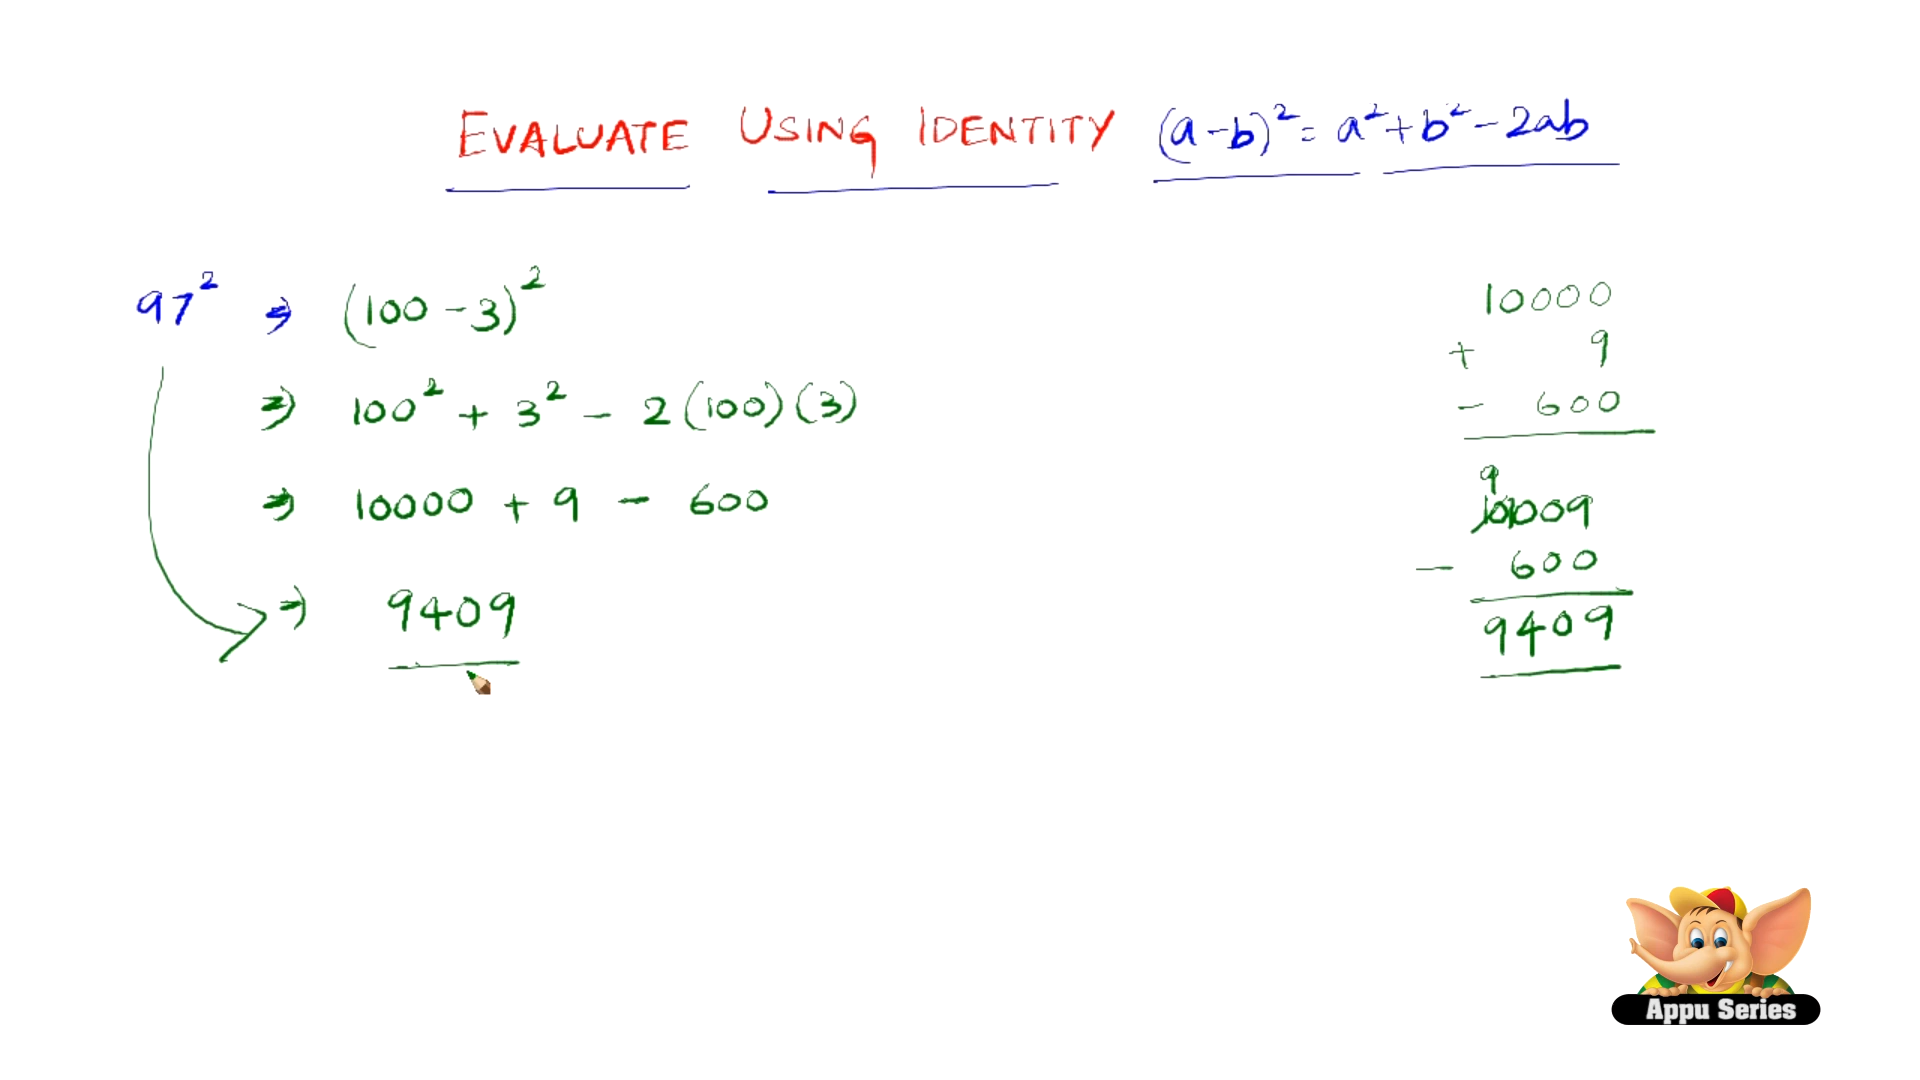 EVALUATE USING IDENTITY (a-b)² = a² + b² - 2ab
97² ⇒ (100 - 3)²
⇒ 100² + 3² - 2(100)(3)
⇒ 10000 + 9 - 600
⇒ 9409
10000
+ 9
- 600
9
10009
- 600
9409
Appu Series